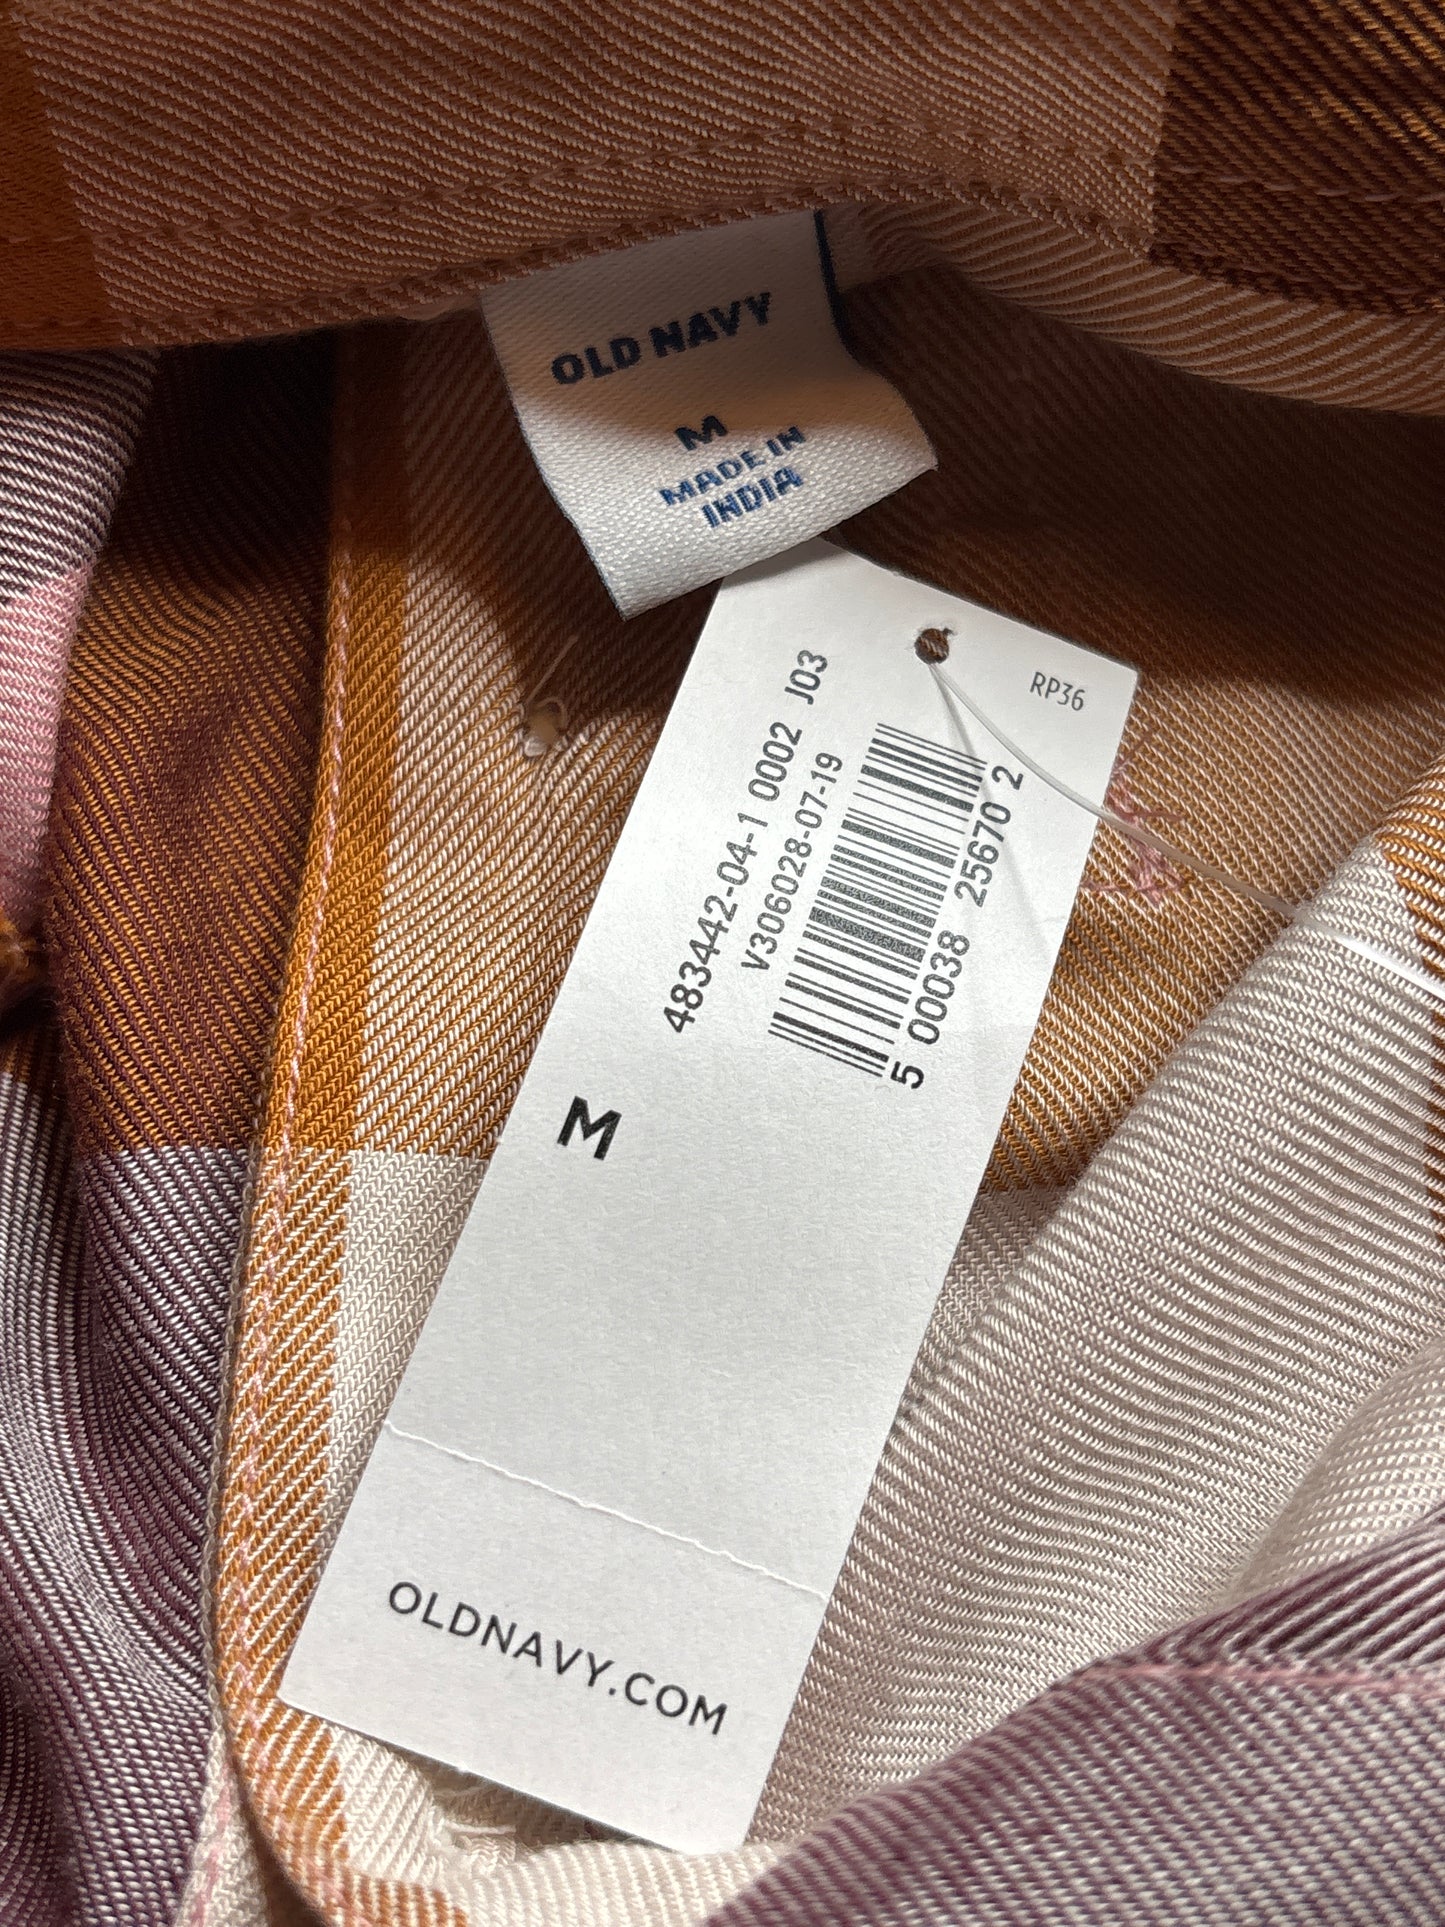 OLD NAVY
M
MADE IN
INDIA
RP36
483442-04-1 0002 J03
V306028-07-19
5 00038 25670 2
M
OLDNAVY.COM